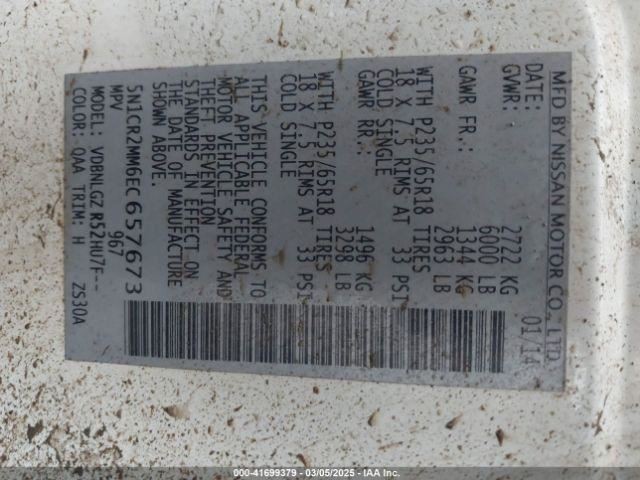 MFD BY NISSAN MOTOR CO., LTD.
DATE: 01/14
GVWR: 2722 KG
6000 LB
GAWR FR.: 1344 KG
2963 LB
WITH P235/65R18 TIRES
18 X 7.5 RIMS AT 33 PSI
COLD SINGLE
GAWR RR.: 1496 KG
3298 LB
WITH P235/65R18 TIRES
18 X 7.5 RIMS AT 33 PSI
COLD SINGLE
THIS VEHICLE CONFORMS TO
ALL APPLICABLE FEDERAL
MOTOR VEHICLE SAFETY AND
THEFT PREVENTION
STANDARDS IN EFFECT ON
THE DATE OF MANUFACTURE
SHOWN ABOVE.
5N1CR2MM6EC657673
MPV 967
MODEL: VDBNLGZ R52HU7F--
COLOR: QAA TRIM: H ZS30A
000-41699379 | 03/05/2025 - IAA Inc.